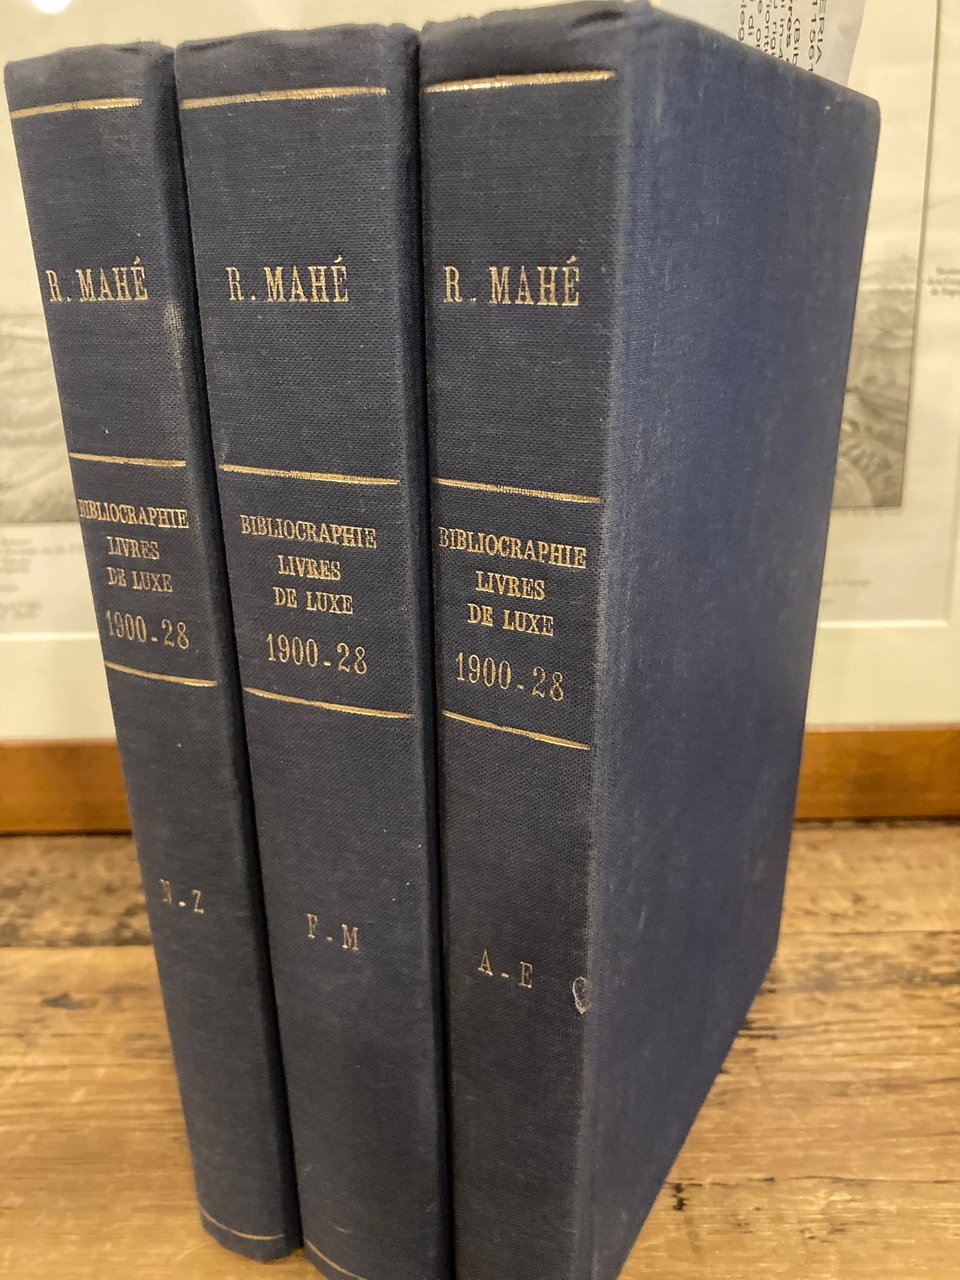 R. MAHÉ
BIBLIOGRAPHIE
LIVRES
DE LUXE
1900-28
N-Z
R. MAHÉ
BIBLIOGRAPHIE
LIVRES
DE LUXE
1900-28
F-M
R. MAHÉ
BIBLIOGRAPHIE
LIVRES
DE LUXE
1900-28
A-E